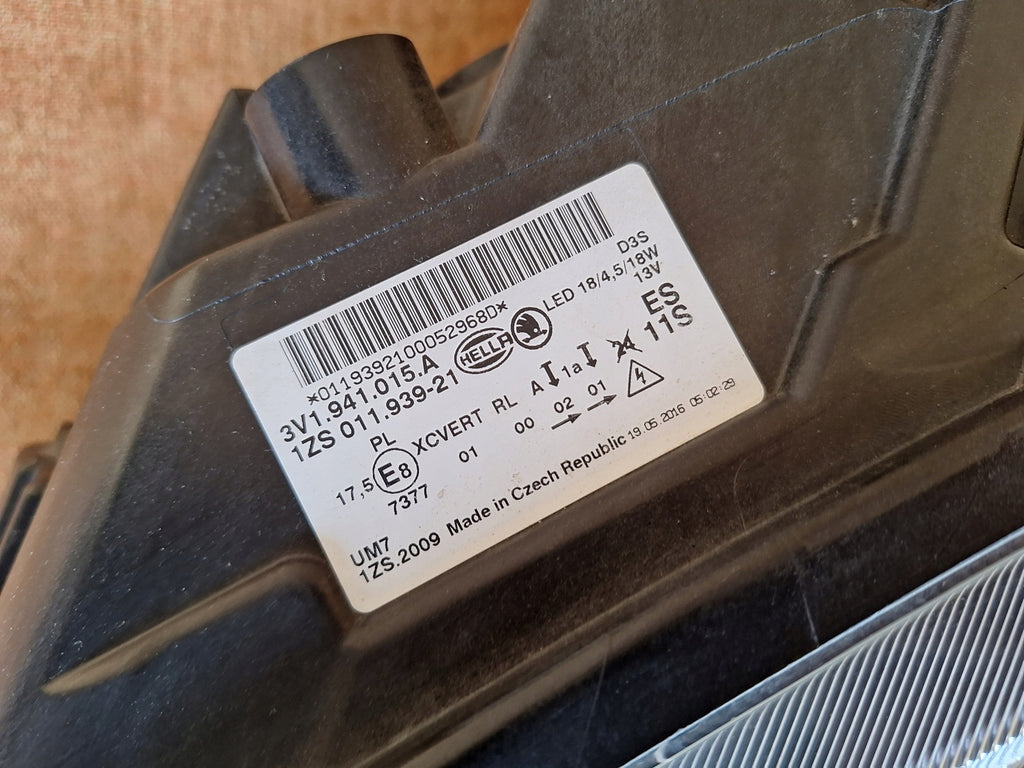 *0119392100052968D*
D3S
3V1.941.015.A HELLA LED 18/4,5/18W
1ZS 011.939-21 13V
PL XCVERT RL A 1a ES
17,5 E8 01 00 02 01 11S
7377
UM7
1ZS.2009 Made in Czech Republic 19.05.2016 05:02:29